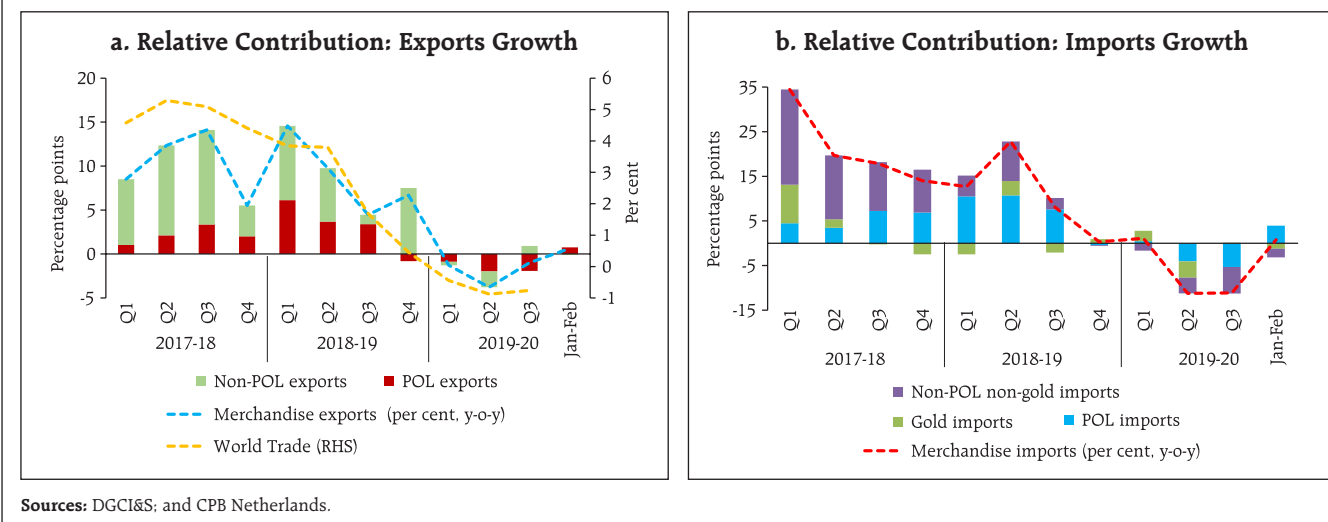 a. Relative Contribution: Exports Growth
Percentage points
20
15
10
5
0
-5
6
5
4
3
2
1
0
-1
Per cent
Q1 Q2 Q3 Q4 Q1 Q2 Q3 Q4 Q1 Q2 Q3 Jan-Feb
2017-18 2018-19 2019-20
Non-POL exports POL exports
Merchandise exports (per cent, y-o-y)
World Trade (RHS)
b. Relative Contribution: Imports Growth
Percentage points
35
25
15
5
-5
-15
Q1 Q2 Q3 Q4 Q1 Q2 Q3 Q4 Q1 Q2 Q3 Jan-Feb
2017-18 2018-19 2019-20
Non-POL non-gold imports
Gold imports POL imports
Merchandise imports (per cent, y-o-y)
Sources: DGCI&S; and CPB Netherlands.